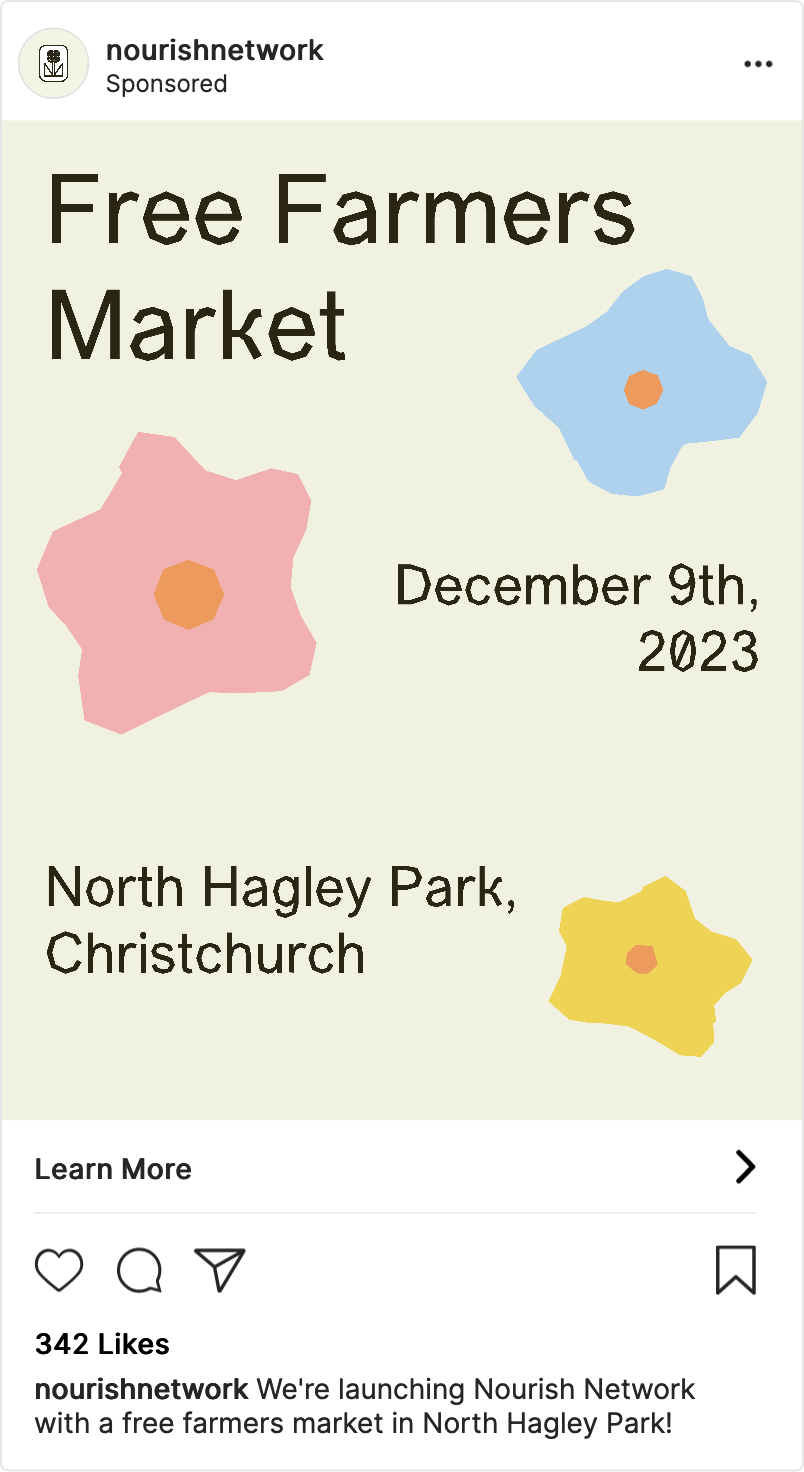 nourishnetwork
Sponsored
Free Farmers
Market
December 9th,
2023
North Hagley Park,
Christchurch
Learn More
342 Likes
nourishnetwork We're launching Nourish Network
with a free farmers market in North Hagley Park!